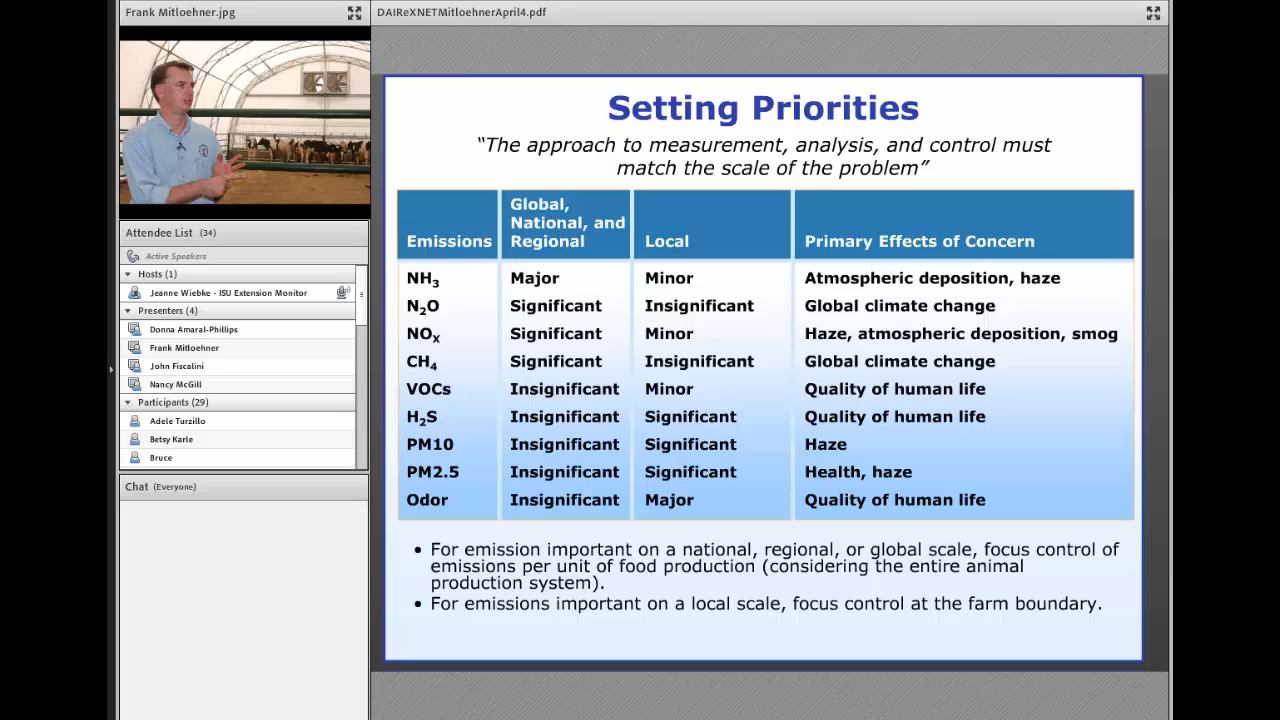 Frank Mitloehner.jpg
Attendee List (34)
Active Speakers
Hosts (1)
Jeanne Wiebke - ISU Extension Monitor
Presenters (4)
Donna Amaral-Phillips
Frank Mitloehner
John Fiscalini
Nancy McGill
Participants (29)
Adele Turzillo
Betsy Karle
Bruce
Chat (Everyone)
DAIReXNETMitloehnerApril4.pdf
Setting Priorities
“The approach to measurement, analysis, and control must
match the scale of the problem”
Global,
National, and
Emissions Regional Local Primary Effects of Concern
NH3 Major Minor Atmospheric deposition, haze
N2O Significant Insignificant Global climate change
NOx Significant Minor Haze, atmospheric deposition, smog
CH4 Significant Insignificant Global climate change
VOCs Insignificant Minor Quality of human life
H2S Insignificant Significant Quality of human life
PM10 Insignificant Significant Haze
PM2.5 Insignificant Significant Health, haze
Odor Insignificant Major Quality of human life
• For emission important on a national, regional, or global scale, focus control of
emissions per unit of food production (considering the entire animal
production system).
• For emissions important on a local scale, focus control at the farm boundary.